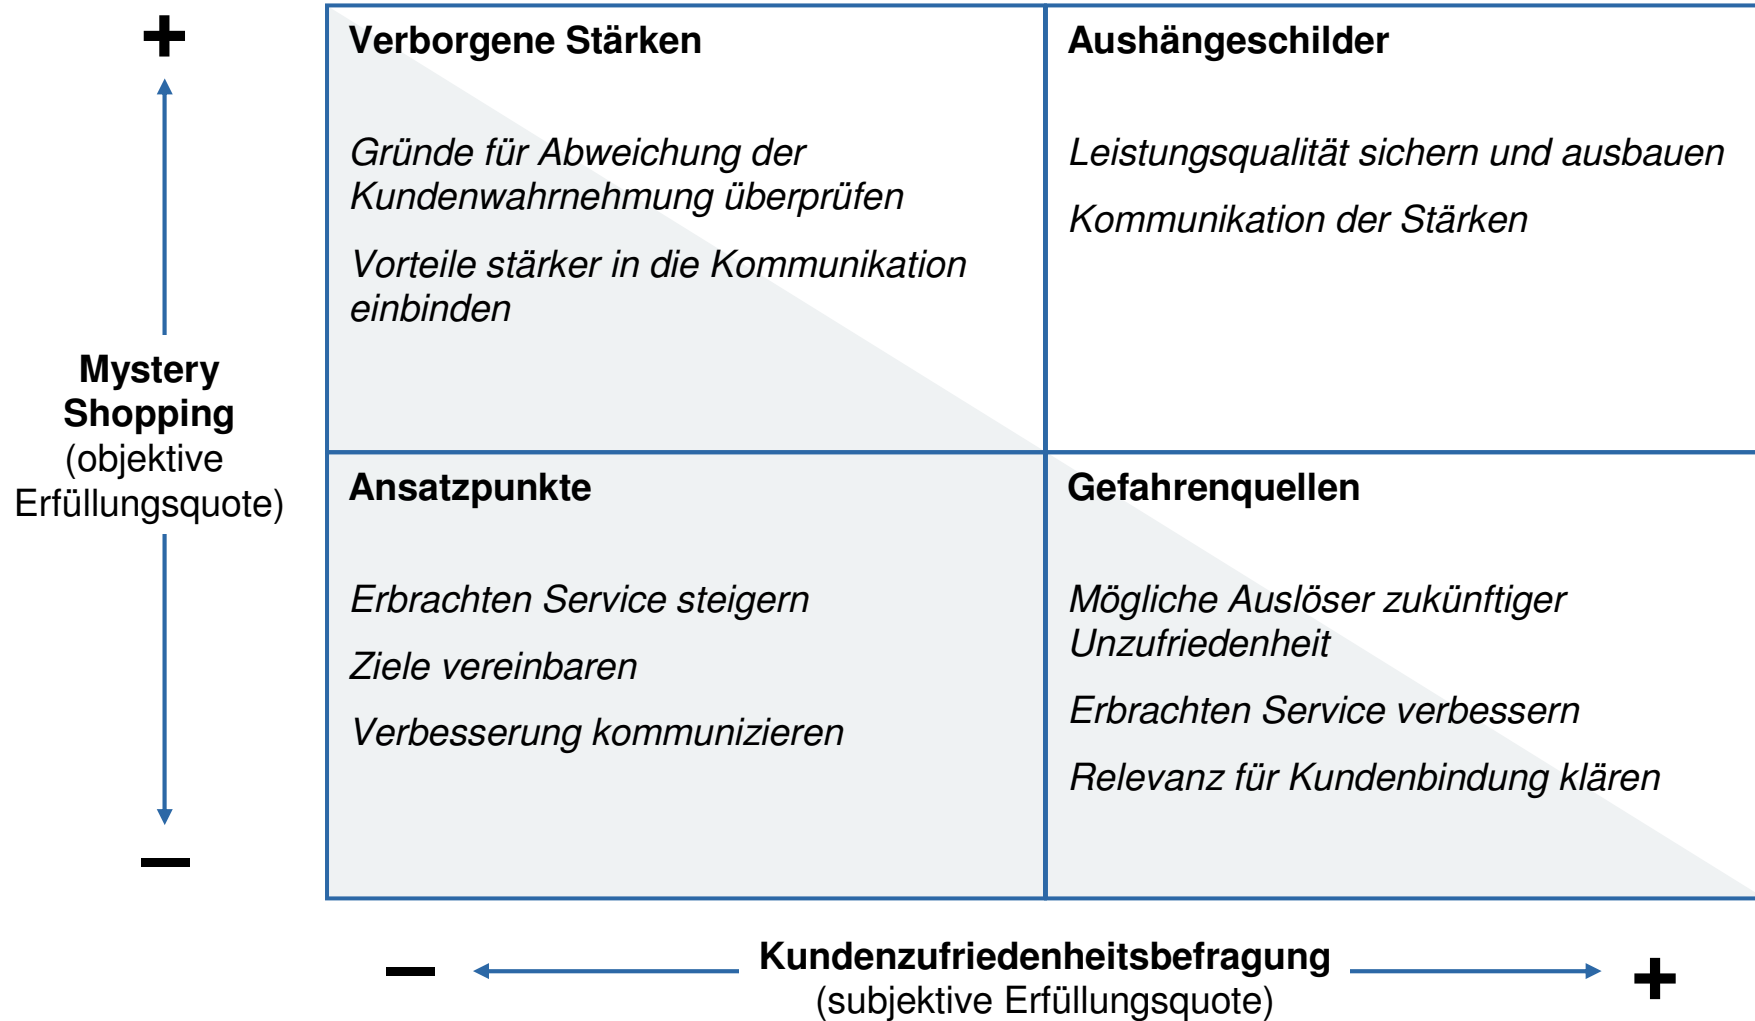 +
Verborgene Stärken
Gründe für Abweichung der
Kundenwahrnehmung überprüfen
Vorteile stärker in die Kommunikation
einbinden
Aushängeschilder
Leistungsqualität sichern und ausbauen
Kommunikation der Stärken
Mystery
Shopping
(objektive
Erfüllungsquote)
Ansatzpunkte
Erbrachten Service steigern
Ziele vereinbaren
Verbesserung kommunizieren
Gefahrenquellen
Mögliche Auslöser zukünftiger
Unzufriedenheit
Erbrachten Service verbessern
Relevanz für Kundenbindung klären
–
–
Kundenzufriedenheitsbefragung
(subjektive Erfüllungsquote)
+